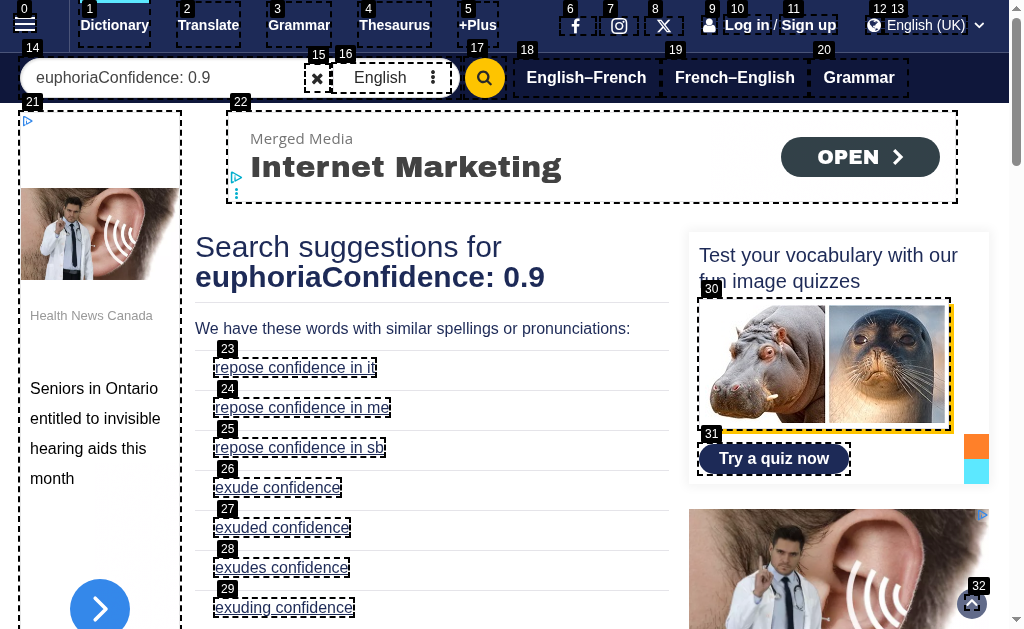 0
1
2
3
4
5
6
7
8
9
10
11
12
13
Dictionary
Translate
Grammar
Thesaurus
+Plus
Log in / Sign up
English (UK)
14
15
16
17
18
19
20
euphoriaConfidence: 0.9
English
English–French
French–English
Grammar
21
22
Merged Media
Internet Marketing
OPEN
Health News Canada
Seniors in Ontario
entitled to invisible
hearing aids this
month
Search suggestions for
euphoriaConfidence: 0.9
We have these words with similar spellings or pronunciations:
23
repose confidence in it
24
repose confidence in me
25
repose confidence in sb
26
exude confidence
27
exuded confidence
28
exudes confidence
29
exuding confidence
Test your vocabulary with our
fun image quizzes
30
31
Try a quiz now
32